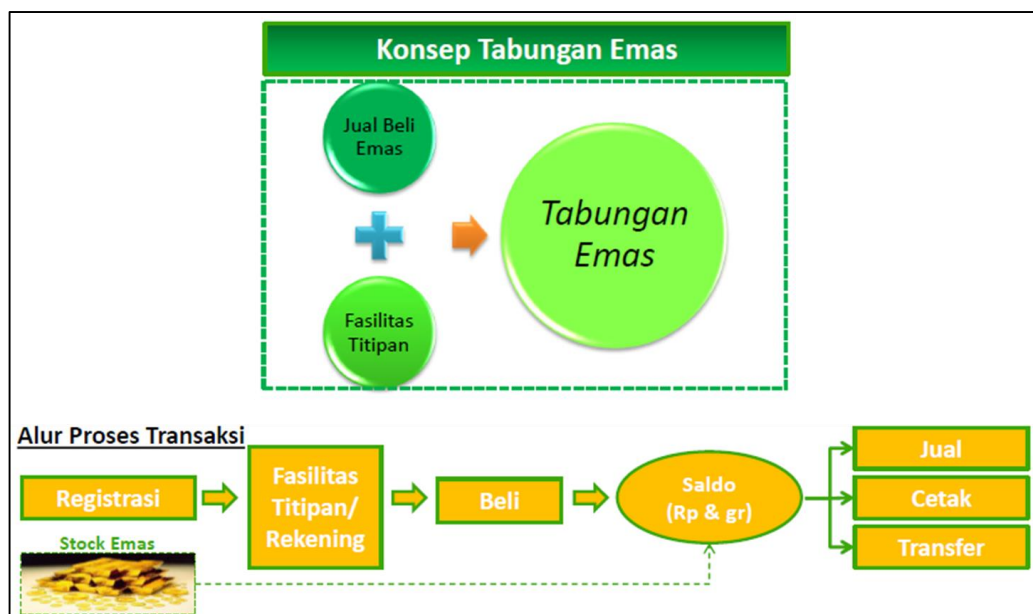 Konsep Tabungan Emas
Jual Beli
Emas
Fasilitas
Titipan
Tabungan
Emas
Alur Proses Transaksi
Registrasi
Fasilitas
Titipan/
Rekening
Beli
Saldo
(Rp & gr)
Jual
Cetak
Transfer
Stock Emas